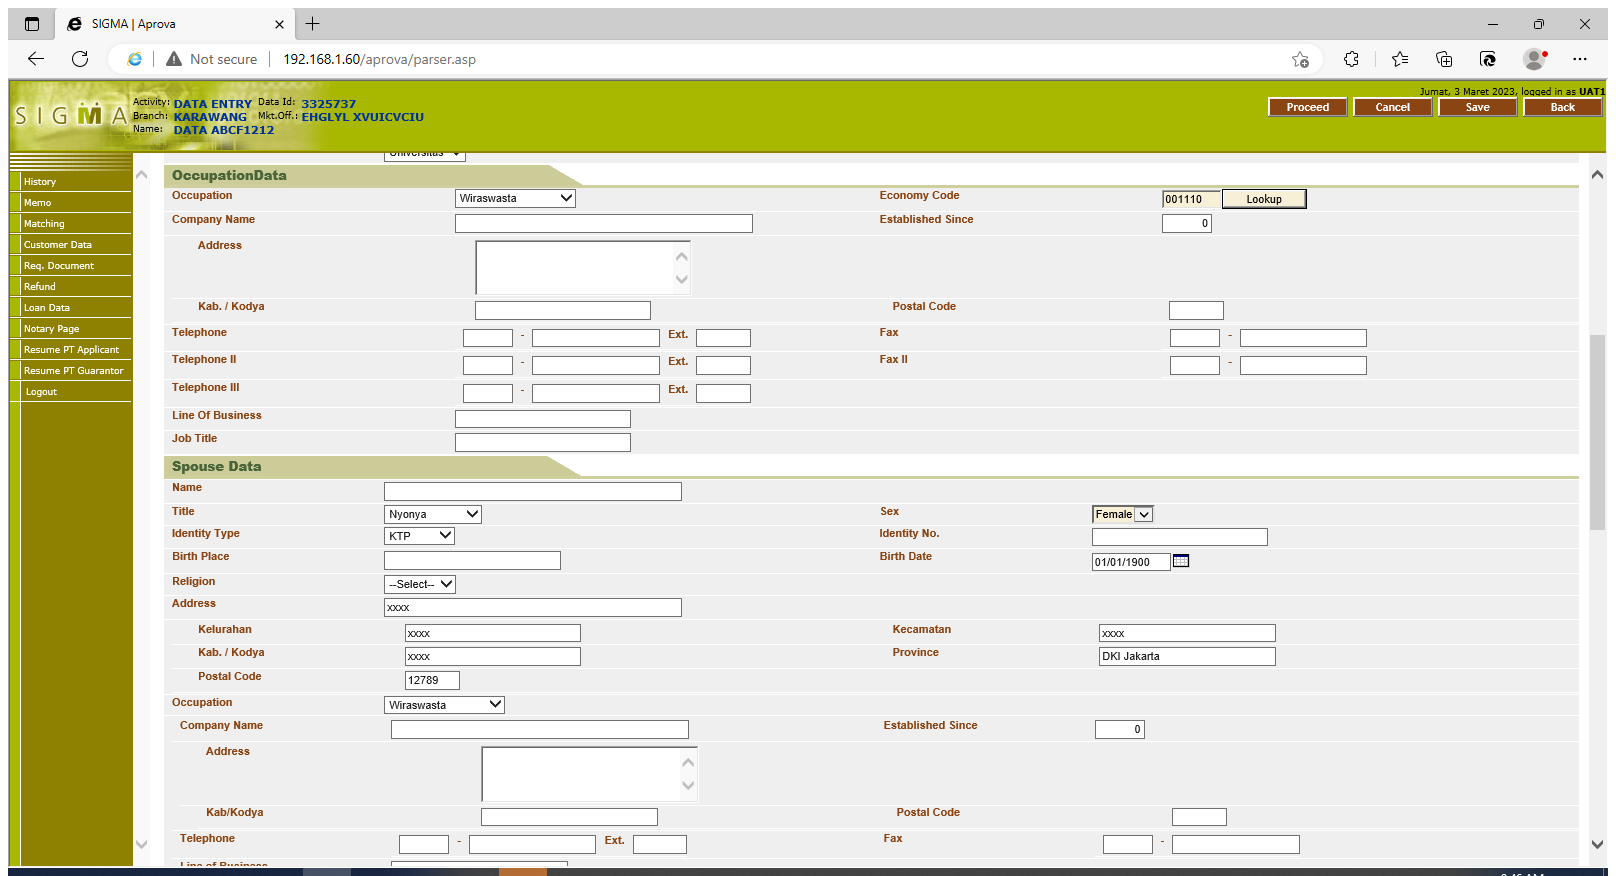 SIGMA | Aprova
Not secure 192.168.1.60/aprova/parser.asp
Jumat, 3 Maret 2023, logged in as UAT1
SIGMA
Activity: DATA ENTRY Data Id: 3325737
Branch: KARAWANG Mkt.Off.: EHGLYL XVUICVCIU
Name: DATA ABCF1212
Proceed Cancel Save Back
History
Memo
Matching
Customer Data
Req. Document
Refund
Loan Data
Notary Page
Resume PT Applicant
Resume PT Guarantor
Logout
Universitas
OccupationData
Occupation Wiraswasta Economy Code 001110 Lookup
Company Name Established Since 0
Address
Kab. / Kodya Postal Code
Telephone - Ext. Fax -
Telephone II - Ext. Fax II -
Telephone III - Ext.
Line Of Business
Job Title
Spouse Data
Name
Title Nyonya Sex Female
Identity Type KTP Identity No.
Birth Place Birth Date 01/01/1900
Religion --Select--
Address xxxx
Kelurahan xxxx Kecamatan xxxx
Kab. / Kodya xxxx Province DKI Jakarta
Postal Code 12789
Occupation Wiraswasta
Company Name Established Since 0
Address
Kab/Kodya Postal Code
Telephone - Ext. Fax -
Line of Business